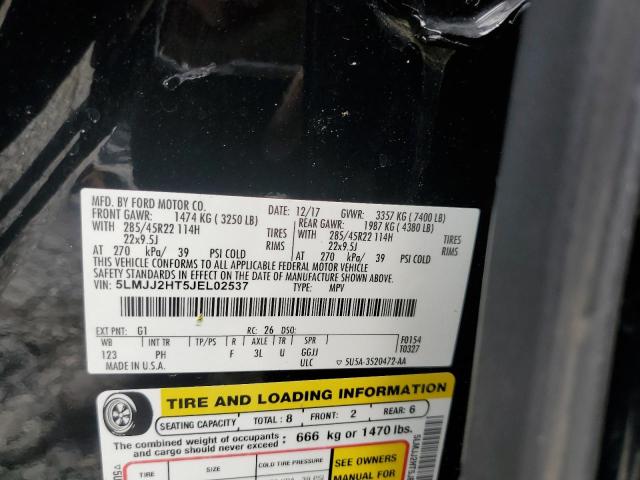 MFD. BY FORD MOTOR CO. 12/17 GVWR: 3357 KG ( 7400 LB)
FRONT GAWR: 1474 KG ( 3250 LB) REAR GAWR: 1987 KG ( 4380 LB)
WITH 285/45R22 114H TIRES WITH 285/45R22 114H TIRES
22x9.5J RIMS 22x9.5J RIMS
AT 270 kPa/ 39 PSI COLD AT 270 kPa/ 39 PSI COLD
THIS VEHICLE CONFORMS TO ALL APPLICABLE FEDERAL MOTOR VEHICLE
SAFETY STANDARDS IN EFFECT ON THE DATE OF MANUFACTURE SHOWN ABOVE.
VIN: 5LMJJ2HT5JEL02537 TYPE: MPV
EXT PNT: G1 RC: 26 DSO:
WB INT TR TP/PS R AXLE TR SPR F0154
123 PH F 3L U GGJJ T0327
MADE IN U.S.A. ULC 5U5A-3520472-AA
TIRE AND LOADING INFORMATION
SEATING CAPACITY TOTAL: 8 FRONT: 2 REAR: 6
The combined weight of occupants
and cargo should never exceed : 666 kg or 1470 lbs.
TIRE SIZE COLD TIRE PRESSURE SEE OWNERS
MANUAL FOR